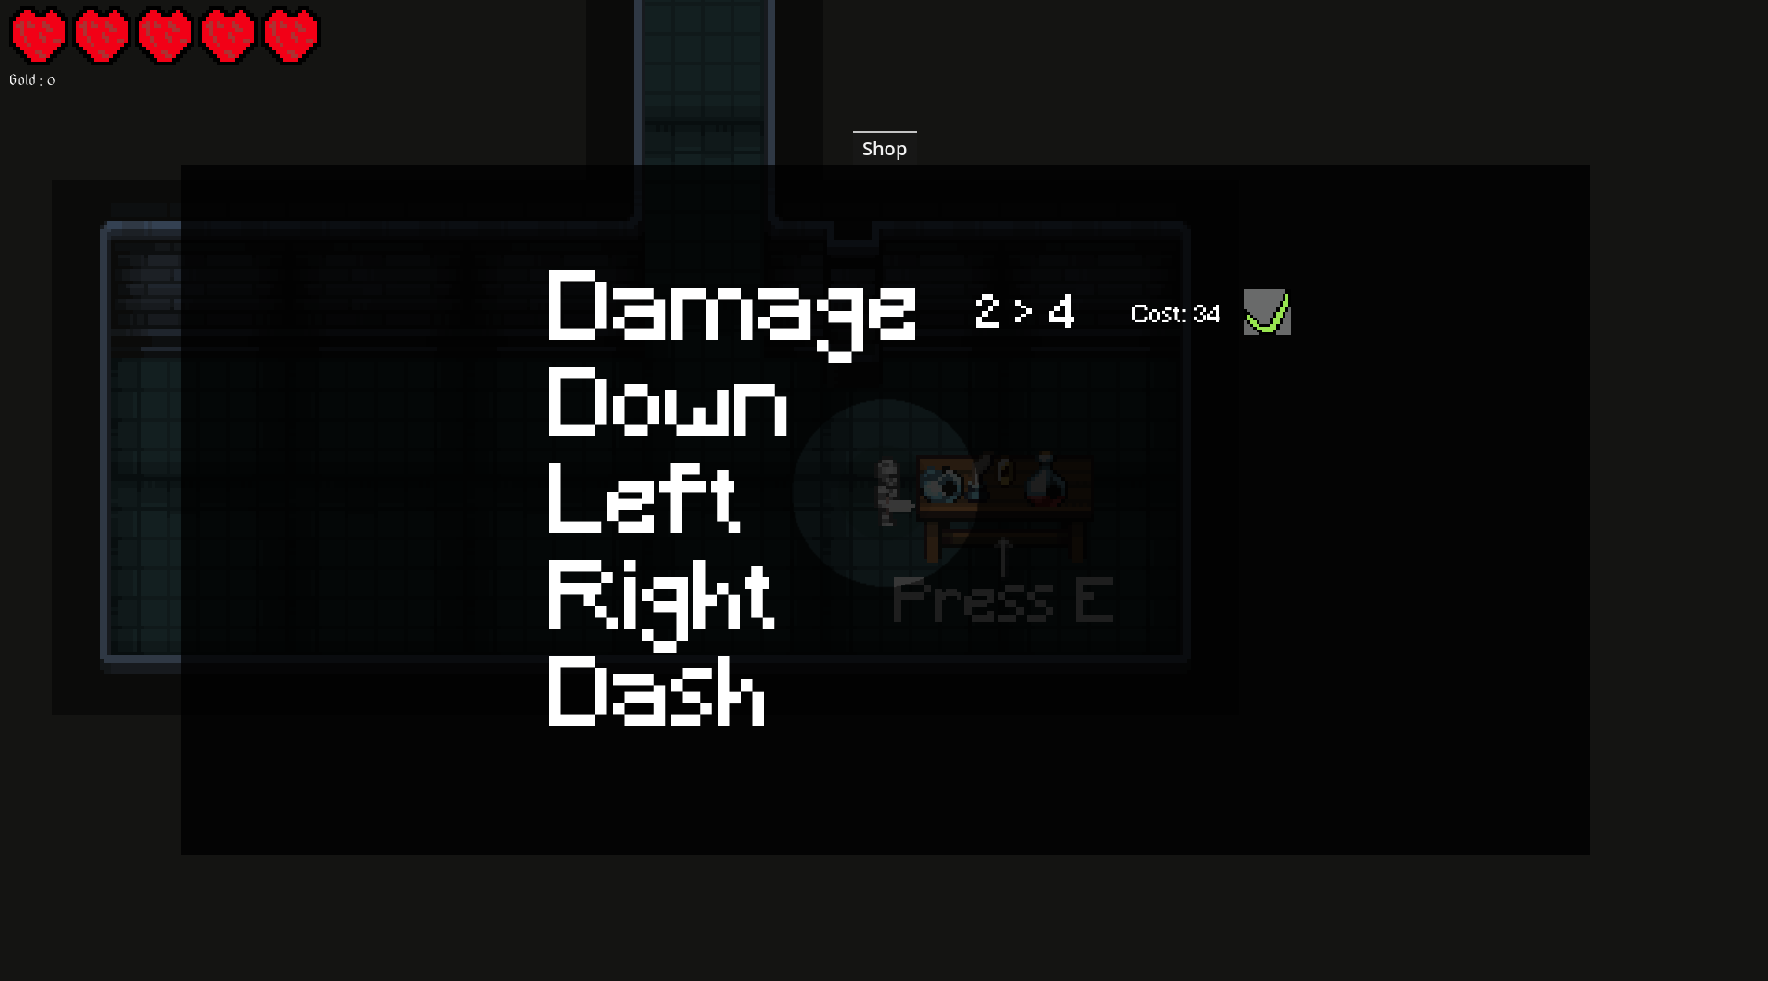 Gold : 0
Shop
Damage 2 > 4 Cost: 34
Down
Left
Right
Press E
Dash